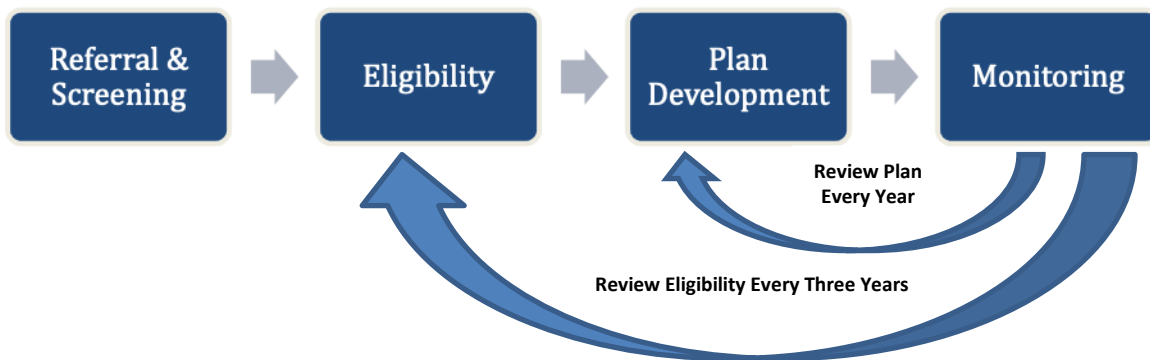 Referral &
Screening
Eligibility
Plan
Development
Monitoring
Review Plan
Every Year
Review Eligibility Every Three Years